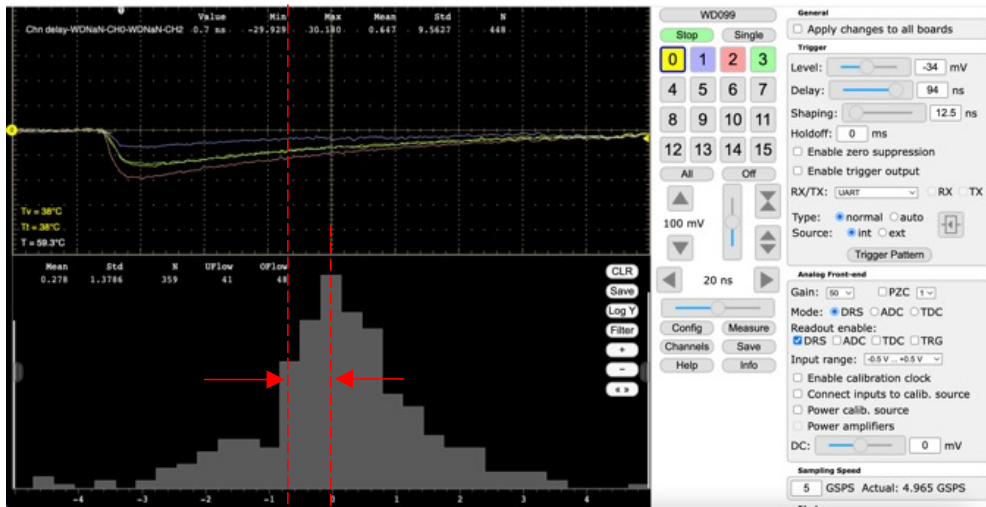 Value Min Max Mean Std N
Chn delay-WDNaN-CH0-WDNaN-CH2 0.7 ns -29.929 30.180 0.647 9.5627 448
0
Tv = 38°C
Tt = 38°C
T = 59.3°C
Mean Std N UFlow OFlow
0.278 1.3786 359 41 48
CLR
Save
Log Y
Filter
+
−
« »
-4 -3 -2 -1 0 1 2 3 4
WD099
Stop Single
0 1 2 3
4 5 6 7
8 9 10 11
12 13 14 15
All Off
100 mV
20 ns
Config Measure
Channels Save
Help Info
General
Apply changes to all boards
Trigger
Level: -34 mV
Delay: 94 ns
Shaping: 12.5 ns
Holdoff: 0 ms
Enable zero suppression
Enable trigger output
RX/TX: UART RX TX
Type: normal auto
Source: int ext
Trigger Pattern
Analog Front-end
Gain: 50 PZC 1
Mode: DRS ADC TDC
Readout enable:
DRS ADC TDC TRG
Input range: -0.5 V ... +0.5 V
Enable calibration clock
Connect inputs to calib. source
Power calib. source
Power amplifiers
DC: 0 mV
Sampling Speed
5 GSPS Actual: 4.965 GSPS